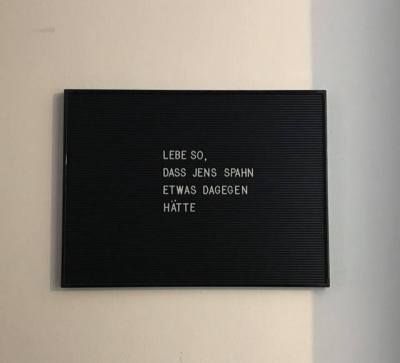 LEBE SO,
DASS JENS SPAHN
ETWAS DAGEGEN
HÄTTE